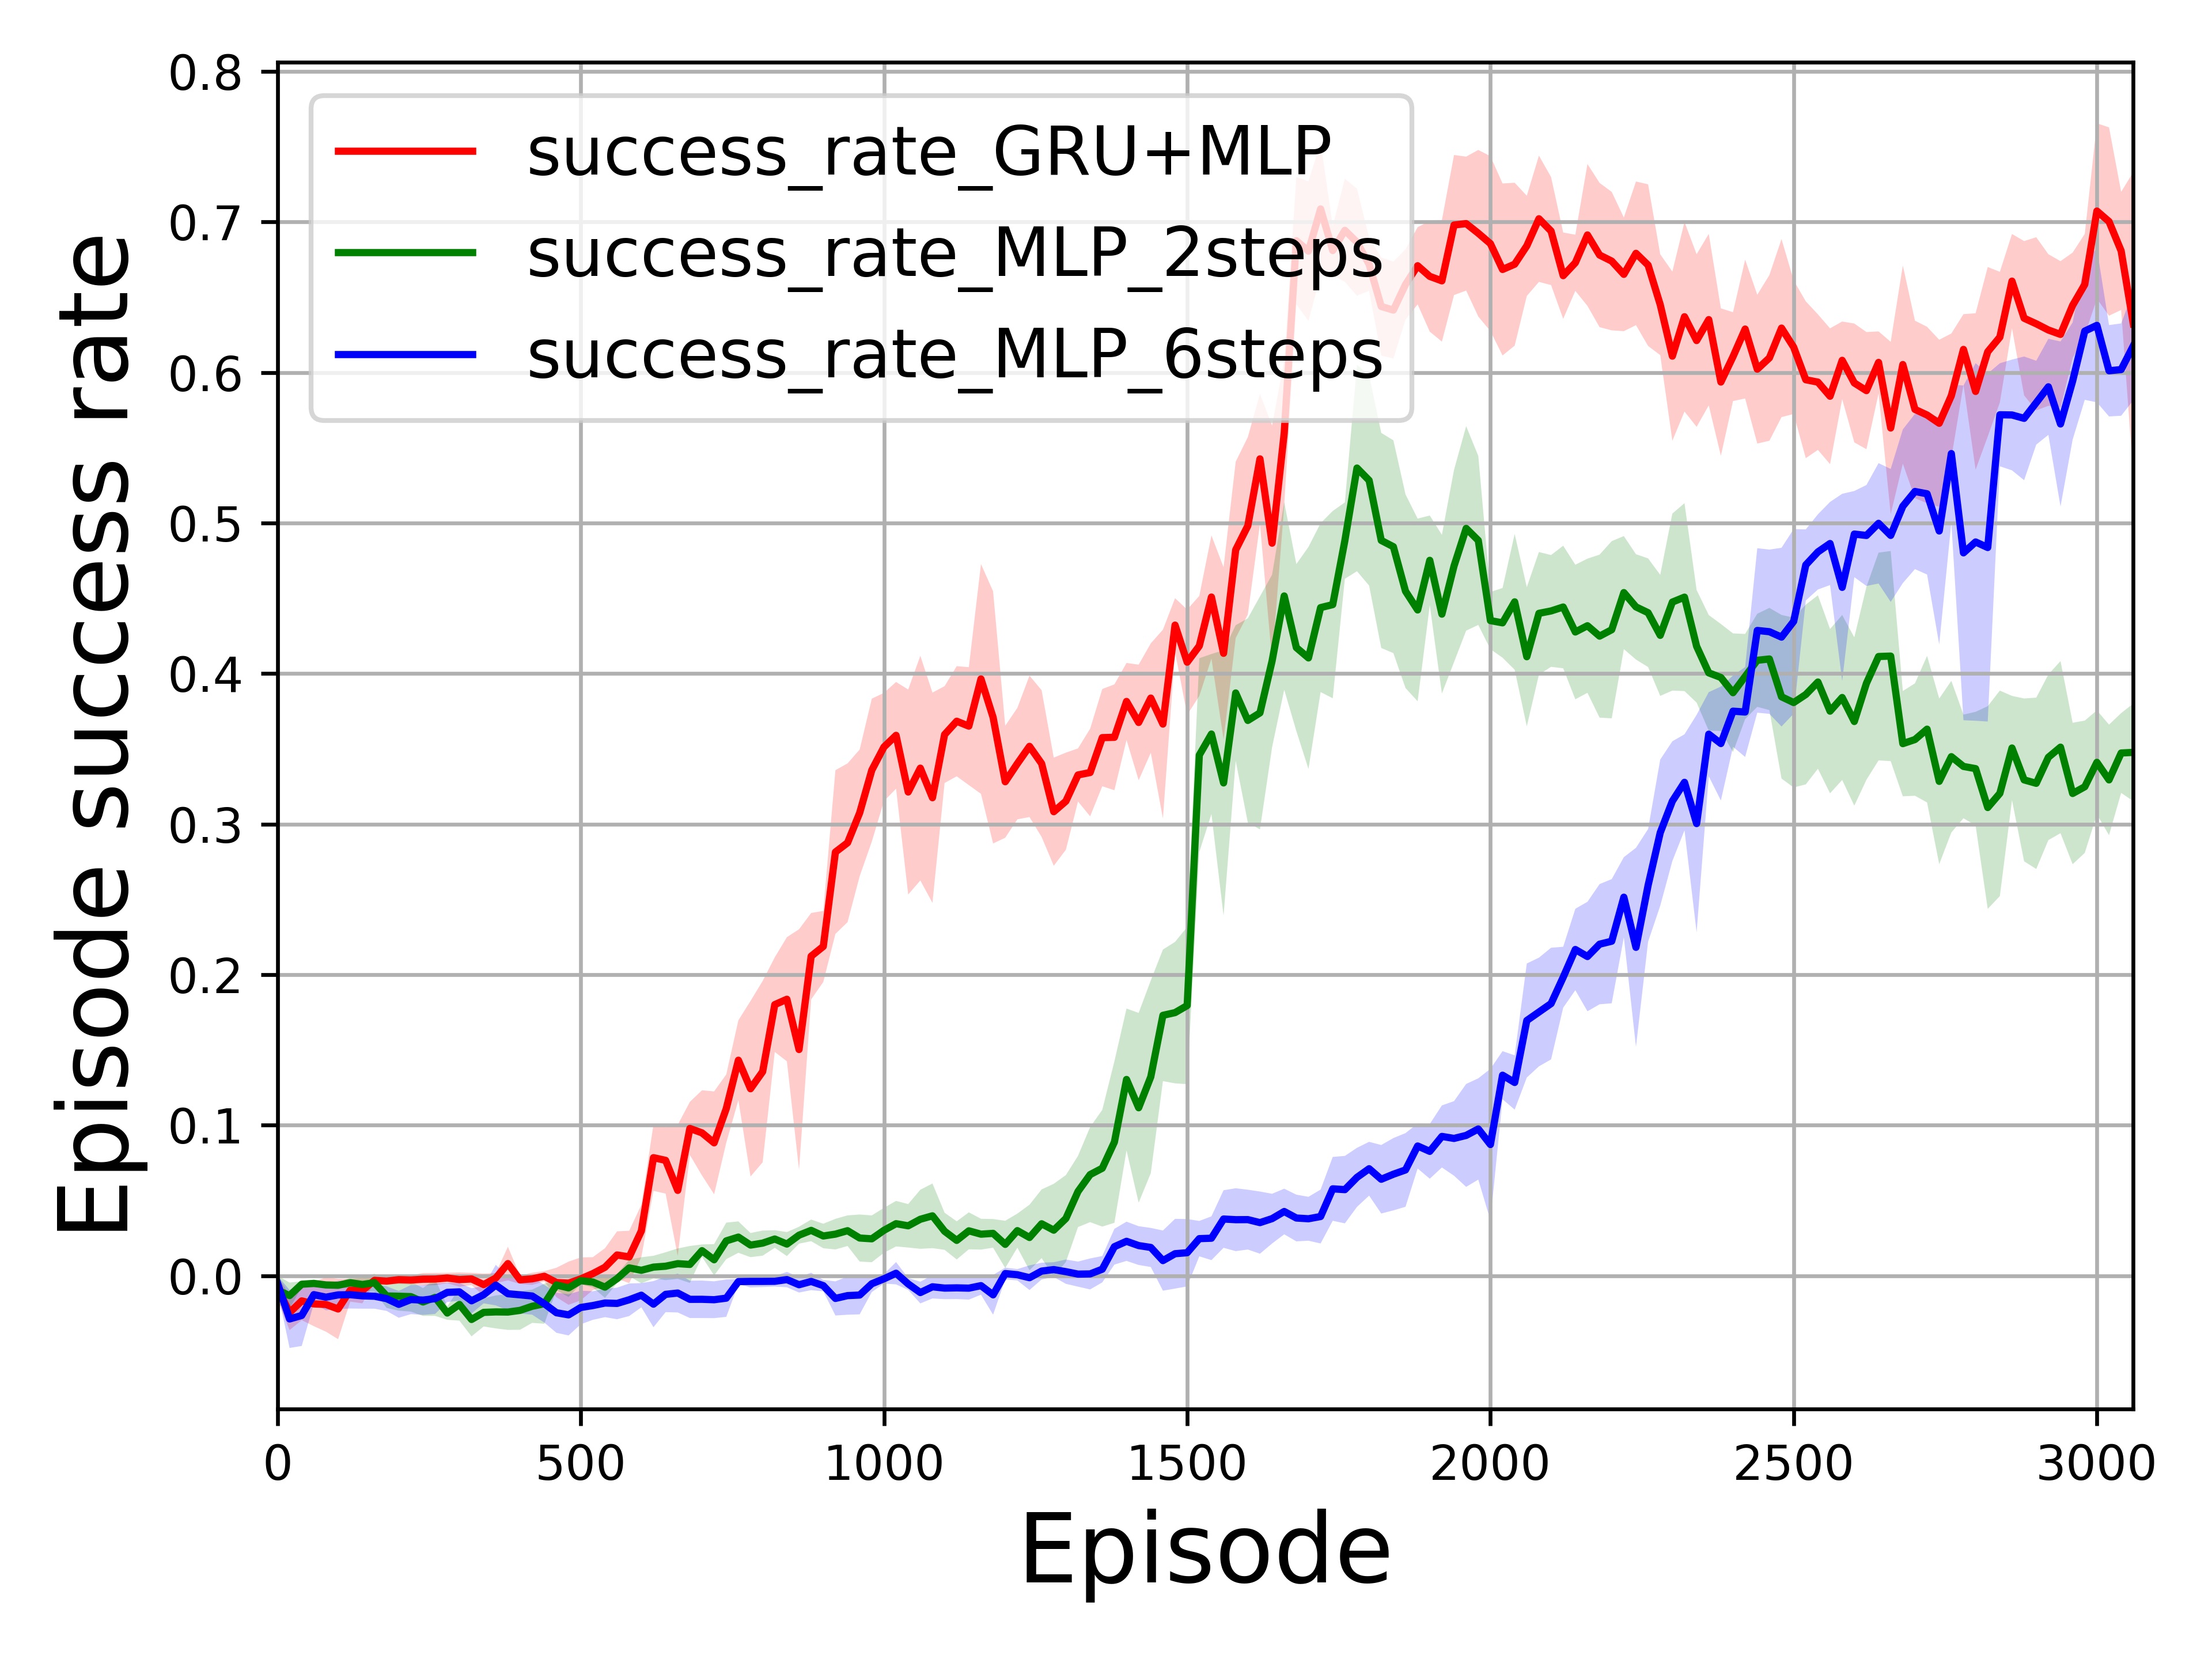 Episode success rate
0.8
0.7
0.6
0.5
0.4
0.3
0.2
0.1
0.0
success_rate_GRU+MLP
success_rate_MLP_2steps
success_rate_MLP_6steps
0 500 1000 1500 2000 2500 3000
Episode